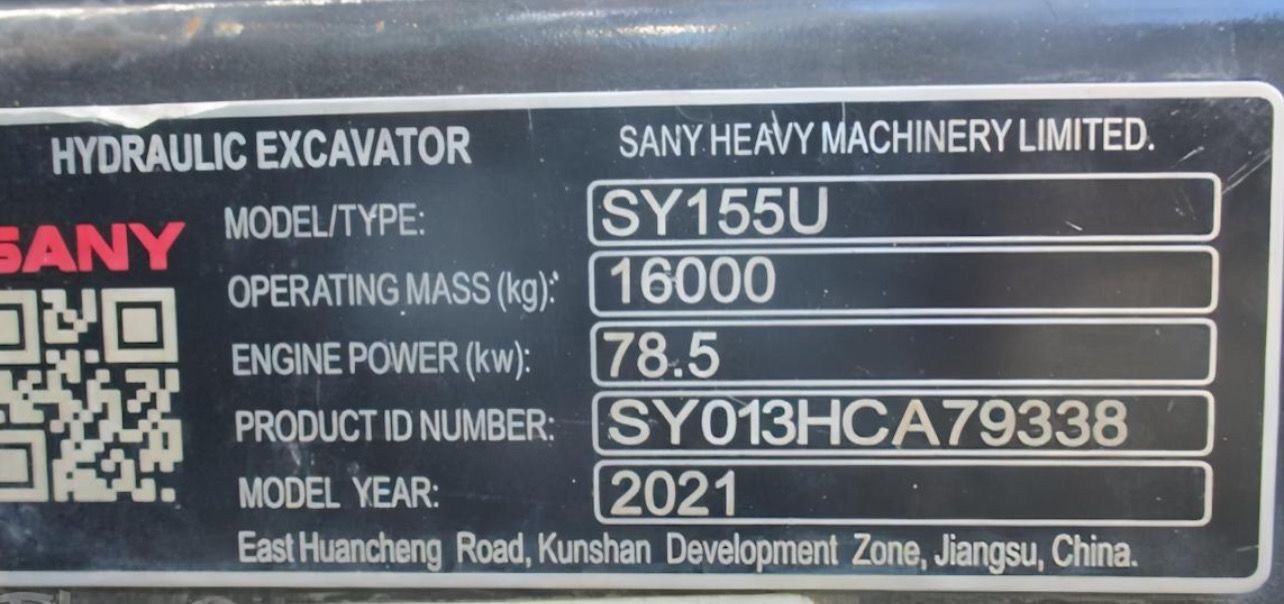 HYDRAULIC EXCAVATOR SANY HEAVY MACHINERY LIMITED.
SANY
MODEL/TYPE: SY155U
OPERATING MASS (kg): 16000
ENGINE POWER (kw): 78.5
PRODUCT ID NUMBER: SY013HCA79338
MODEL YEAR: 2021
East Huancheng Road, Kunshan Development Zone, Jiangsu, China.